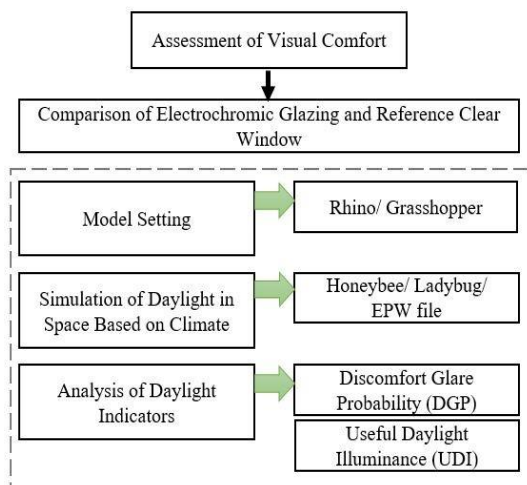 Assessment of Visual Comfort
Comparison of Electrochromic Glazing and Reference Clear
Window
Model Setting
Rhino/ Grasshopper
Simulation of Daylight in
Space Based on Climate
Honeybee/ Ladybug/
EPW file
Analysis of Daylight
Indicators
Discomfort Glare
Probability (DGP)
Useful Daylight
Illuminance (UDI)